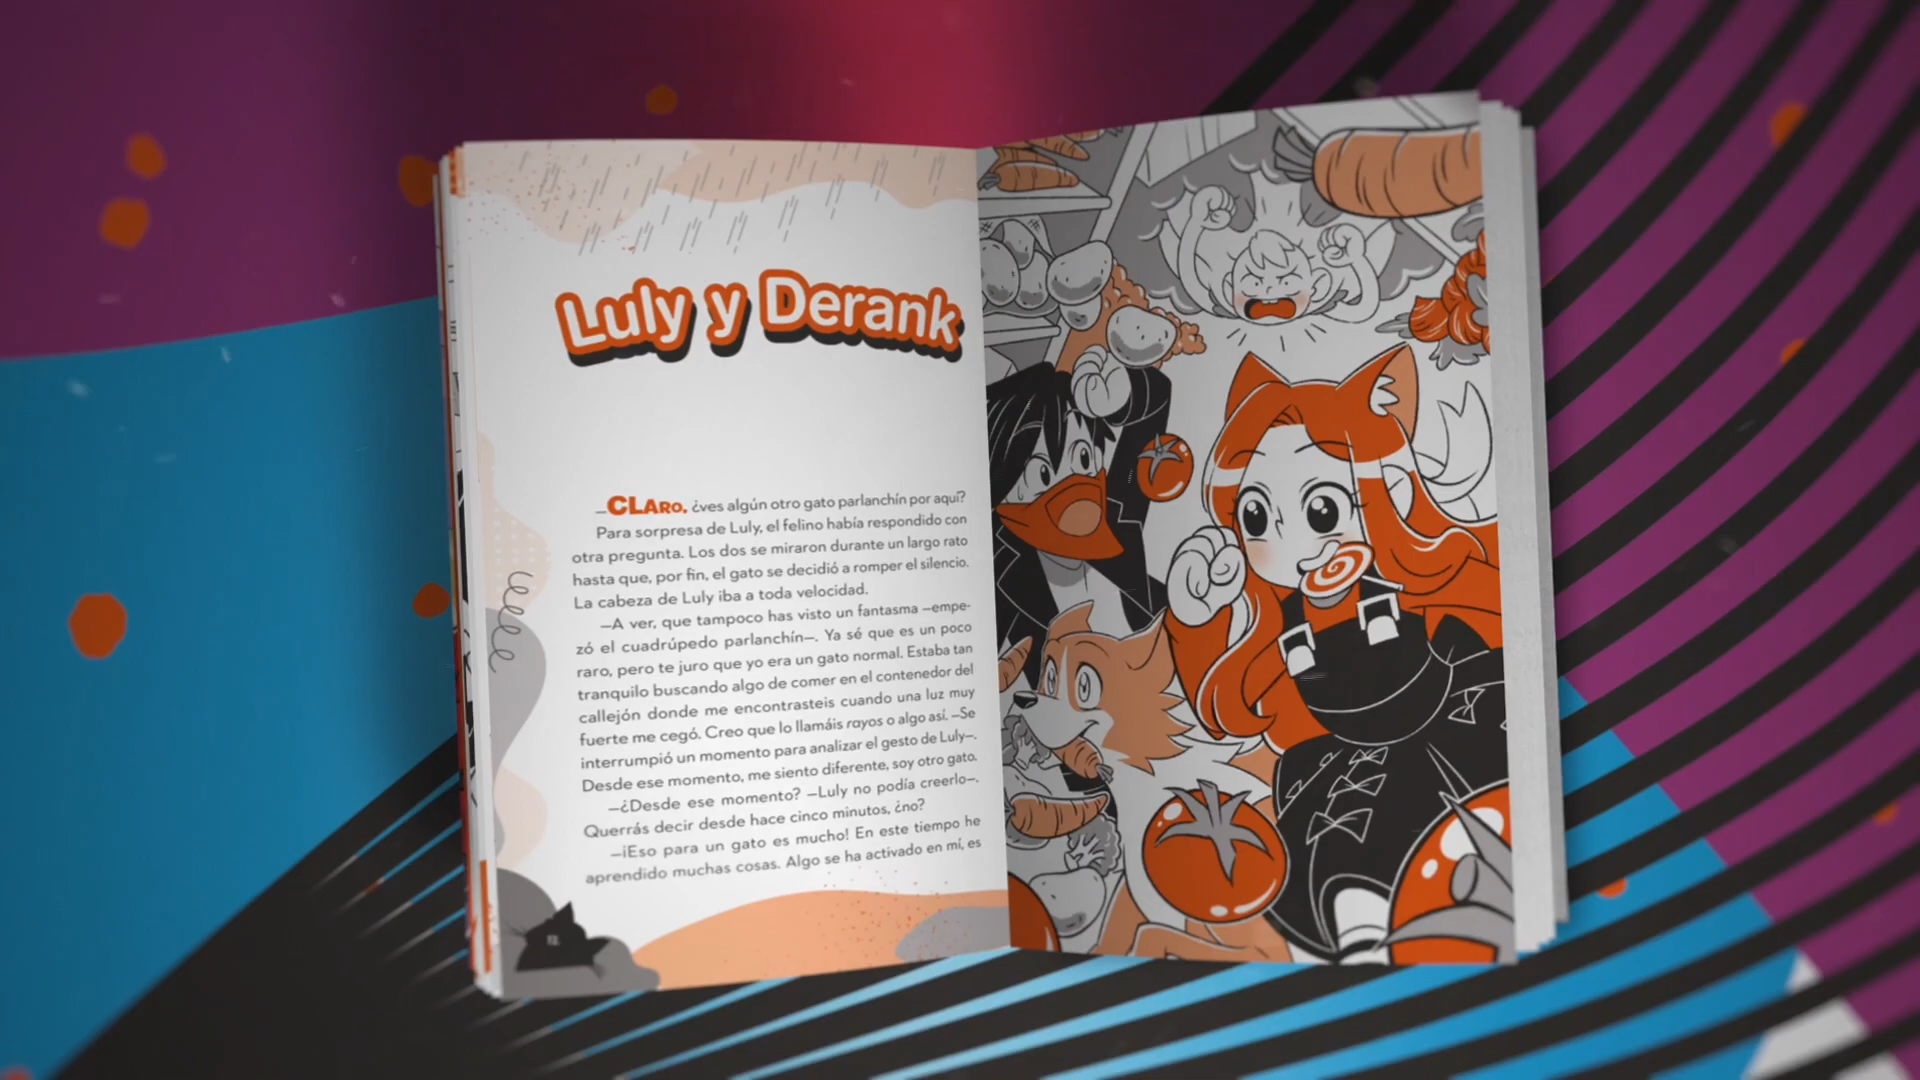 Luly y Derank
—CLARO, ¿ves algún otro gato parlanchín por aquí?
Para sorpresa de Luly, el felino había respondido con
otra pregunta. Los dos se miraron durante un largo rato
hasta que, por fin, el gato se decidió a romper el silencio.
La cabeza de Luly iba a toda velocidad.
—A ver, que tampoco has visto un fantasma —empe-
zó el cuadrúpedo parlanchín—. Ya sé que es un poco
raro, pero te juro que yo era un gato normal. Estaba tan
tranquilo buscando algo de comer en el contenedor del
callejón donde me encontrasteis cuando una luz muy
fuerte me cegó. Creo que lo llamáis rayos o algo así. —Se
interrumpió un momento para analizar el gesto de Luly—.
Desde ese momento, me siento diferente, soy otro gato.
—¿Desde ese momento? —Luly no podía creerlo—.
Querrás decir desde hace cinco minutos, ¿no?
—¡Eso para un gato es mucho! En este tiempo he
aprendido muchas cosas. Algo se ha activado en mí, es